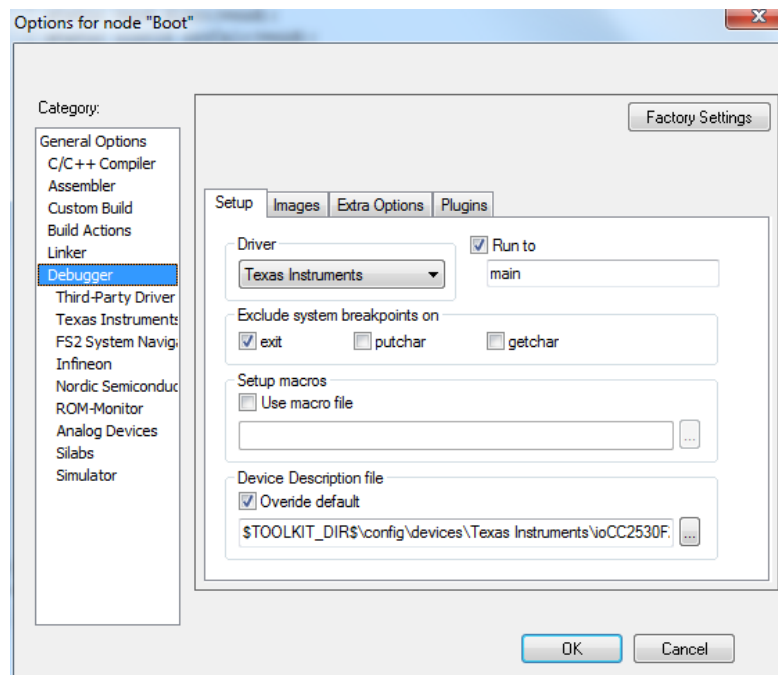 Options for node "Boot"
Category:
Factory Settings
General Options
C/C++ Compiler
Assembler
Custom Build
Build Actions
Linker
Debugger
Third-Party Driver
Texas Instruments
FS2 System Naviga
Infineon
Nordic Semiconduc
ROM-Monitor
Analog Devices
Silabs
Simulator
Setup Images Extra Options Plugins
Driver
Texas Instruments
Run to
main
Exclude system breakpoints on
exit putchar getchar
Setup macros
Use macro file
...
Device Description file
Overide default
$TOOLKIT_DIR$\config\devices\Texas Instruments\ioCC2530F
...
OK Cancel